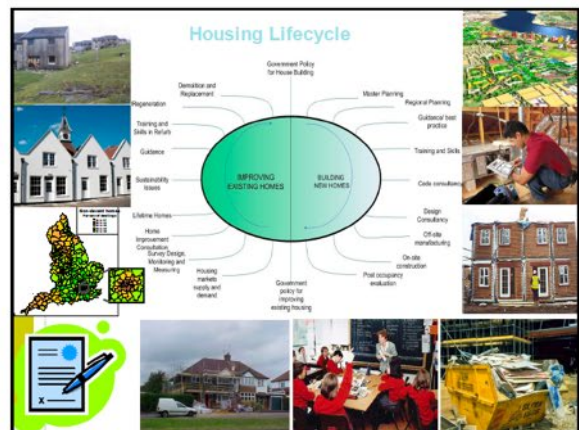 Housing Lifecycle
Government Policy
for House Building
Demolition and
Replacement
Master Planning
Regeneration
Regional Planning
Training and
Skills in Refurb
Guidance/ best
practice
Guidance
Training and Skills
Sustainability
Issues
IMPROVING
EXISTING HOMES
BUILDING
NEW HOMES
Code consultancy
Lifetime Homes
Design
Consultancy
Home
Improvement
Consultation
Off-site
manufacturing
Survey Design,
Monitoring and
Measuring
On-site
construction
Housing
markets
supply and
demand
Post occupancy
evaluation
Government
policy for
improving
existing housing
x